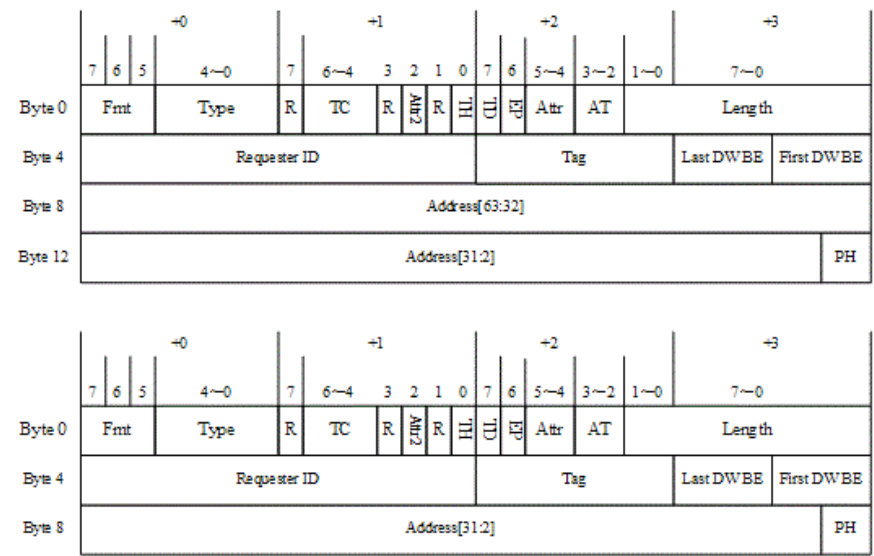 +0 +1 +2 +3
7 6 5 4~0 7 6~4 3 2 1 0 7 6 5~4 3~2 1~0 7~0
Byte 0 Fmt Type R TC R Attr2 R TH TD EP Attr AT Length
Byte 4 Requester ID Tag Last DWBE First DWBE
Byte 8 Address[63:32]
Byte 12 Address[31:2] PH
+0 +1 +2 +3
7 6 5 4~0 7 6~4 3 2 1 0 7 6 5~4 3~2 1~0 7~0
Byte 0 Fmt Type R TC R Attr2 R TH TD EP Attr AT Length
Byte 4 Requester ID Tag Last DWBE First DWBE
Byte 8 Address[31:2] PH